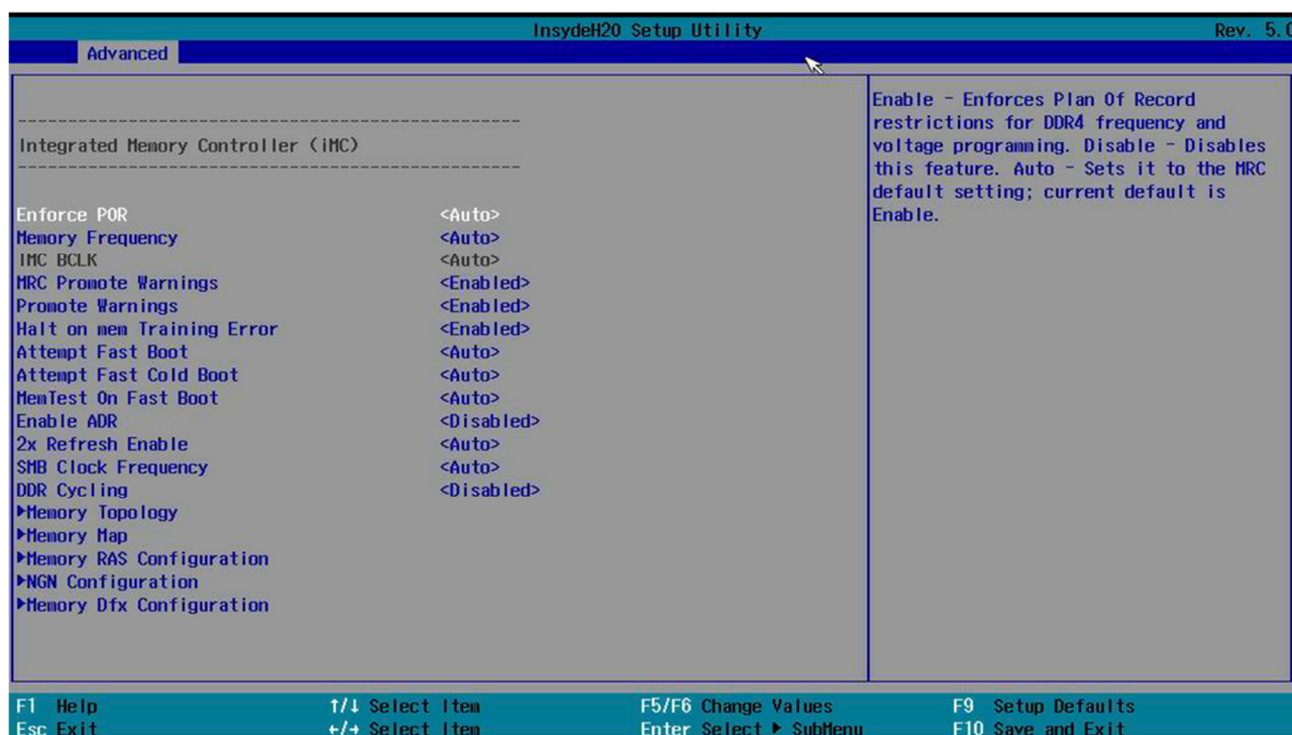 InsydeH20 Setup Utility Rev. 5.0
Advanced
Integrated Memory Controller (iMC)
Enforce POR <Auto>
Memory Frequency <Auto>
IMC BCLK <Auto>
MRC Promote Warnings <Enabled>
Promote Warnings <Enabled>
Halt on mem Training Error <Enabled>
Attempt Fast Boot <Auto>
Attempt Fast Cold Boot <Auto>
MemTest On Fast Boot <Auto>
Enable ADR <Disabled>
2x Refresh Enable <Auto>
SMB Clock Frequency <Auto>
DDR Cycling <Disabled>
▶Memory Topology
▶Memory Map
▶Memory RAS Configuration
▶NGN Configuration
▶Memory Dfx Configuration
Enable - Enforces Plan Of Record
restrictions for DDR4 frequency and
voltage programming. Disable - Disables
this feature. Auto - Sets it to the MRC
default setting; current default is
Enable.
F1 Help ↑/↓ Select Item F5/F6 Change Values F9 Setup Defaults
Esc Exit ←/→ Select Item Enter Select ▶ SubMenu F10 Save and Exit